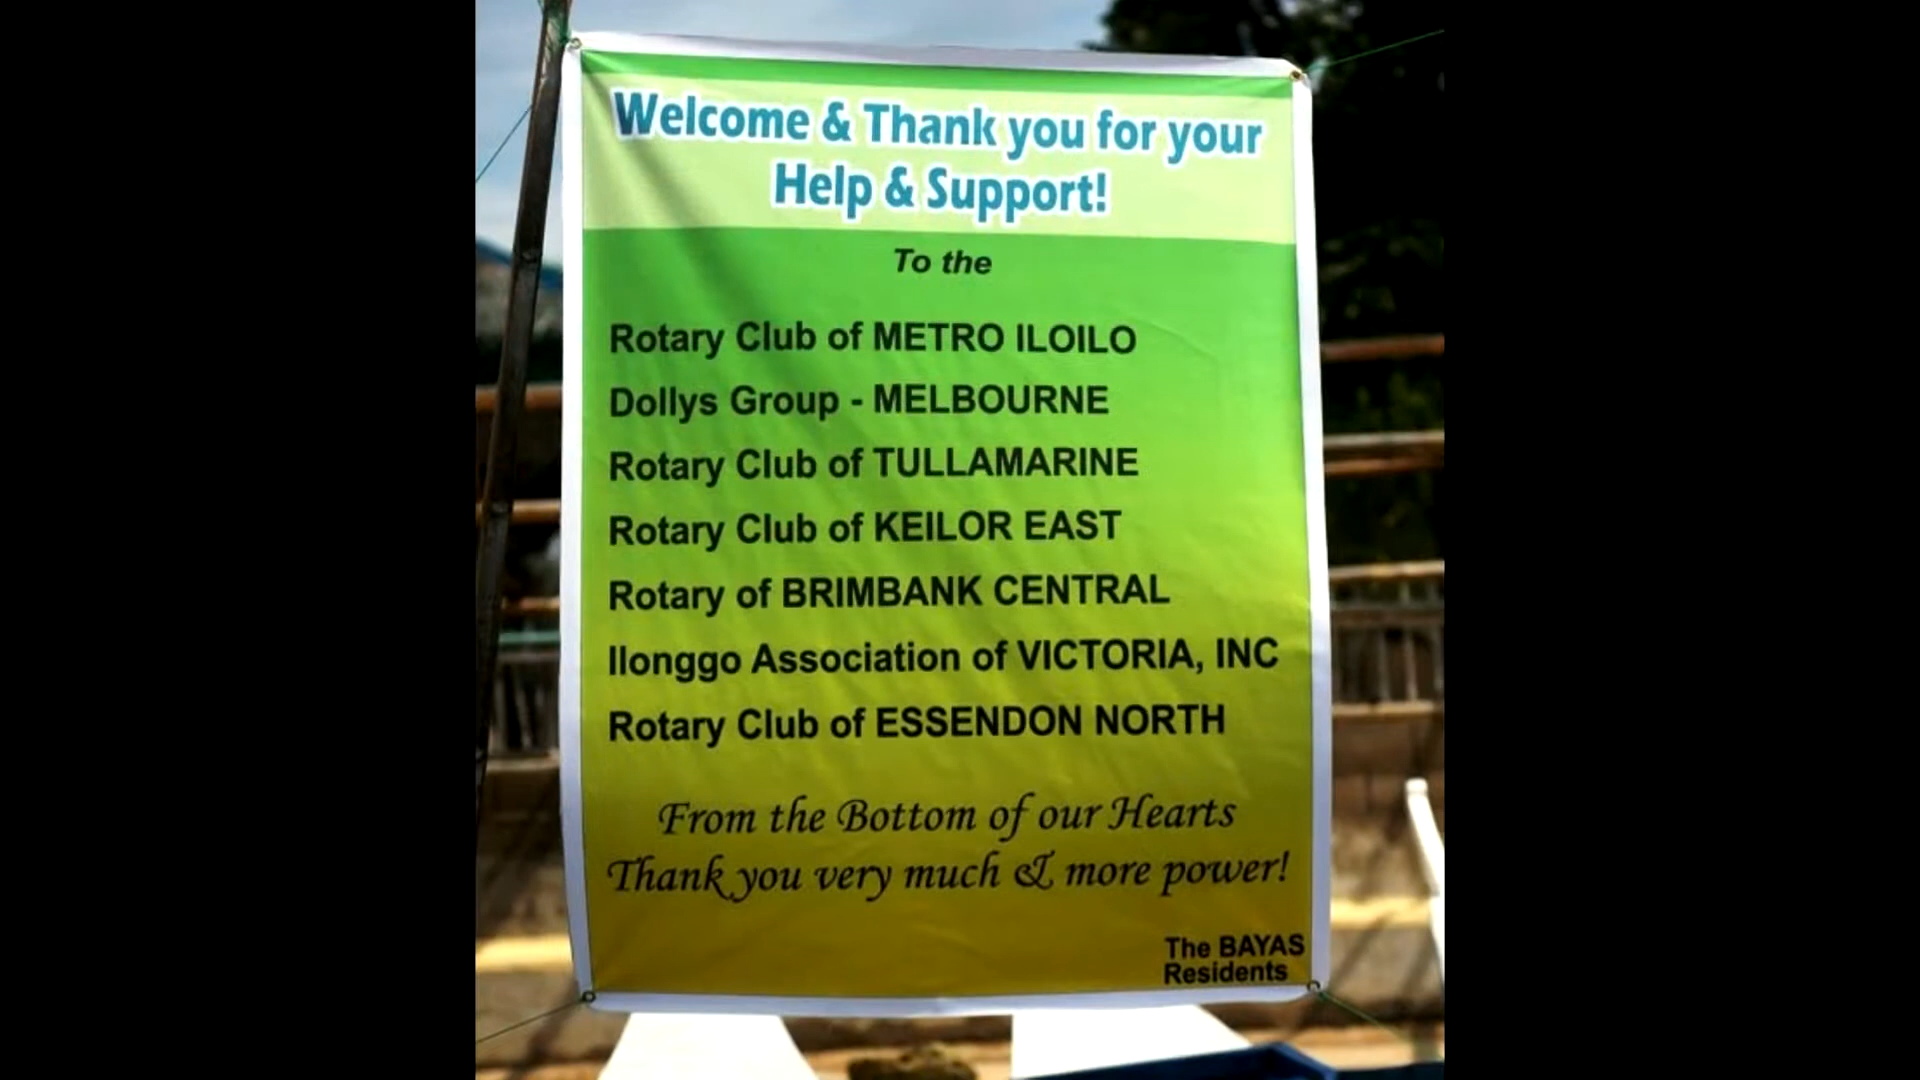 Welcome & Thank you for your
Help & Support!
To the
Rotary Club of METRO ILOILO
Dollys Group - MELBOURNE
Rotary Club of TULLAMARINE
Rotary Club of KEILOR EAST
Rotary of BRIMBANK CENTRAL
Ilonggo Association of VICTORIA, INC
Rotary Club of ESSENDON NORTH
From the Bottom of our Hearts
Thank you very much & more power!
The BAYAS
Residents